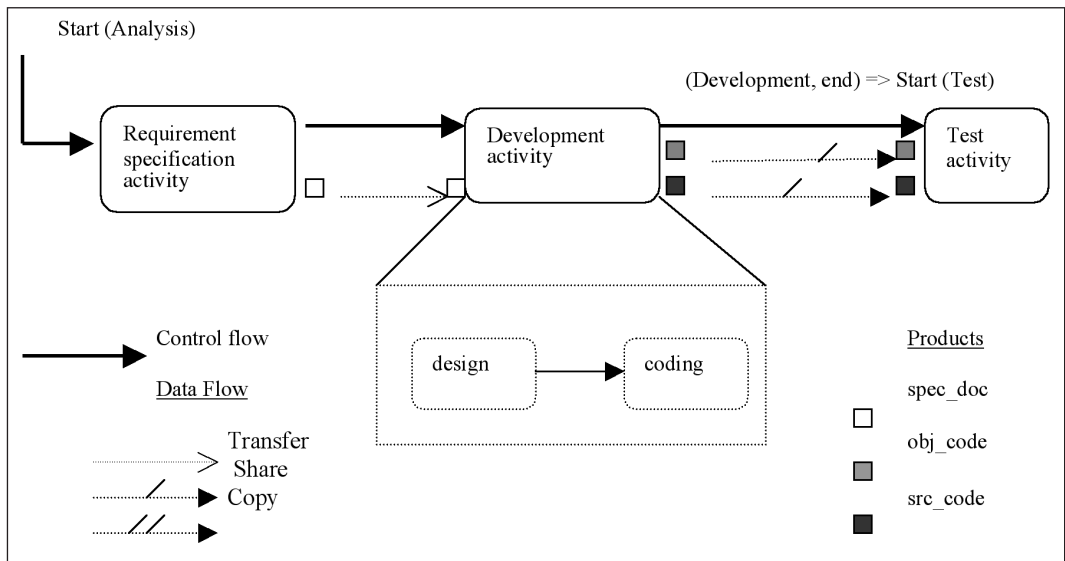 Start (Analysis)
(Development, end) => Start (Test)
Requirement
specification
activity
Development
activity
Test
activity
design
coding
Control flow
Data Flow
Transfer
Share
Copy
Products
spec_doc
obj_code
src_code